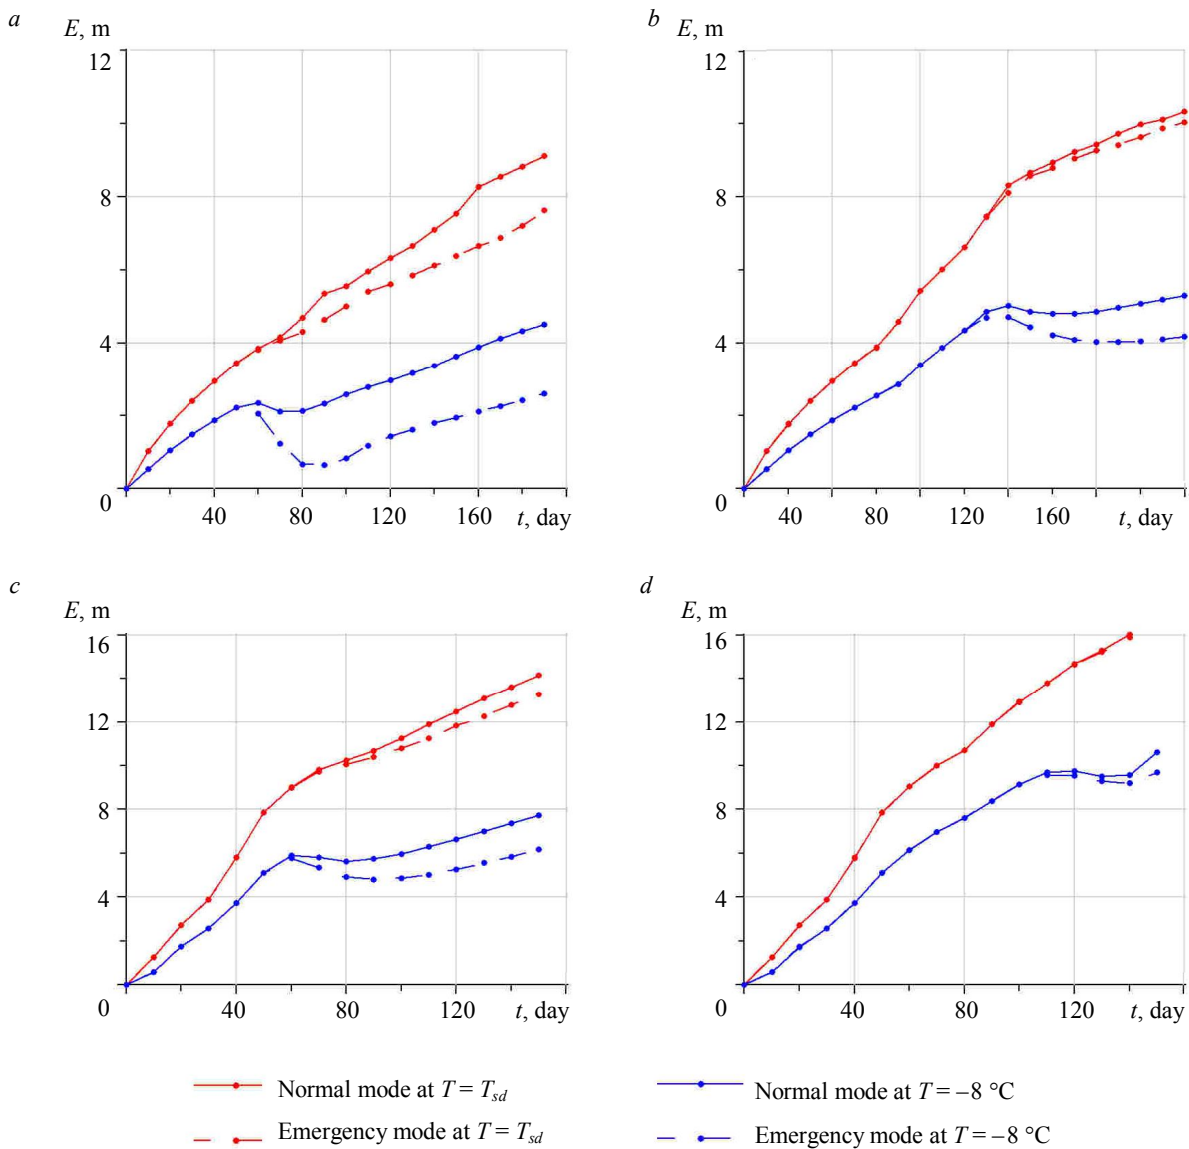 a
E, m
12
8
4
0
40 80 120 160 t, day
b
E, m
12
8
4
0
40 80 120 160 t, day
c
E, m
16
12
8
4
0
40 80 120 t, day
d
E, m
16
12
8
4
0
40 80 120 t, day
Normal mode at T = Tsd
Emergency mode at T = Tsd
Normal mode at T = –8 °C
Emergency mode at T = –8 °C